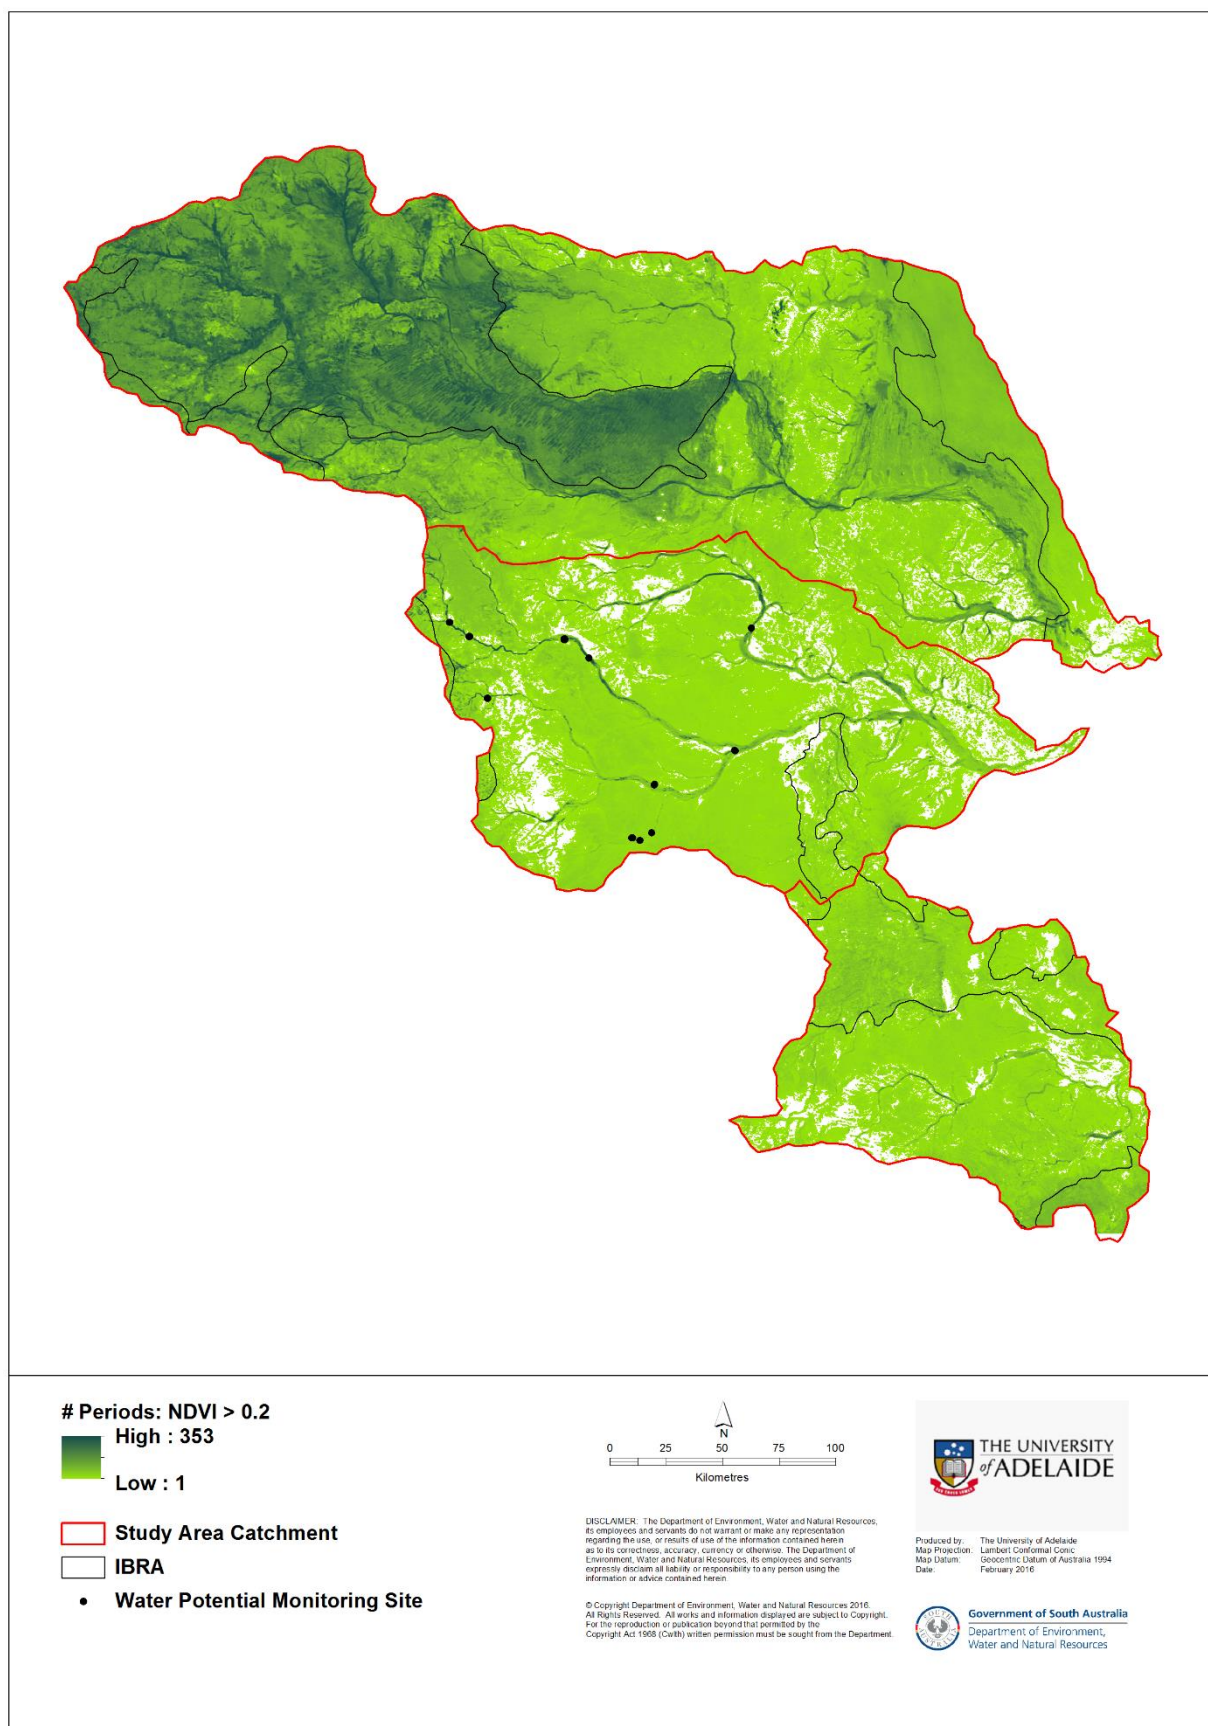 # Periods: NDVI > 0.2
High : 353
Low : 1
Study Area Catchment
IBRA
Water Potential Monitoring Site
N
0 25 50 75 100
Kilometres
DISCLAIMER: The Department of Environment, Water and Natural Resources,
its employees and servants do not warrant or make any representation
regarding the use, or results of use of the information contained herein
as to its correctness, accuracy, currency or otherwise. The Department of
Environment, Water and Natural Resources, its employees and servants
expressly disclaim all liability or responsibility to any person using the
information or advice contained herein.
© Copyright Department of Environment, Water and Natural Resources 2016.
All Rights Reserved. All works and information displayed are subject to Copyright.
For the reproduction or publication beyond that permitted by the
Copyright Act 1968 (Cwlth) written permission must be sought from the Department.
THE UNIVERSITY
of ADELAIDE
Produced by: The University of Adelaide
Map Projection: Lambert Conformal Conic
Map Datum: Geocentric Datum of Australia 1994
Date: February 2016
SOUTH AUSTRALIA
Government of South Australia
Department of Environment,
Water and Natural Resources